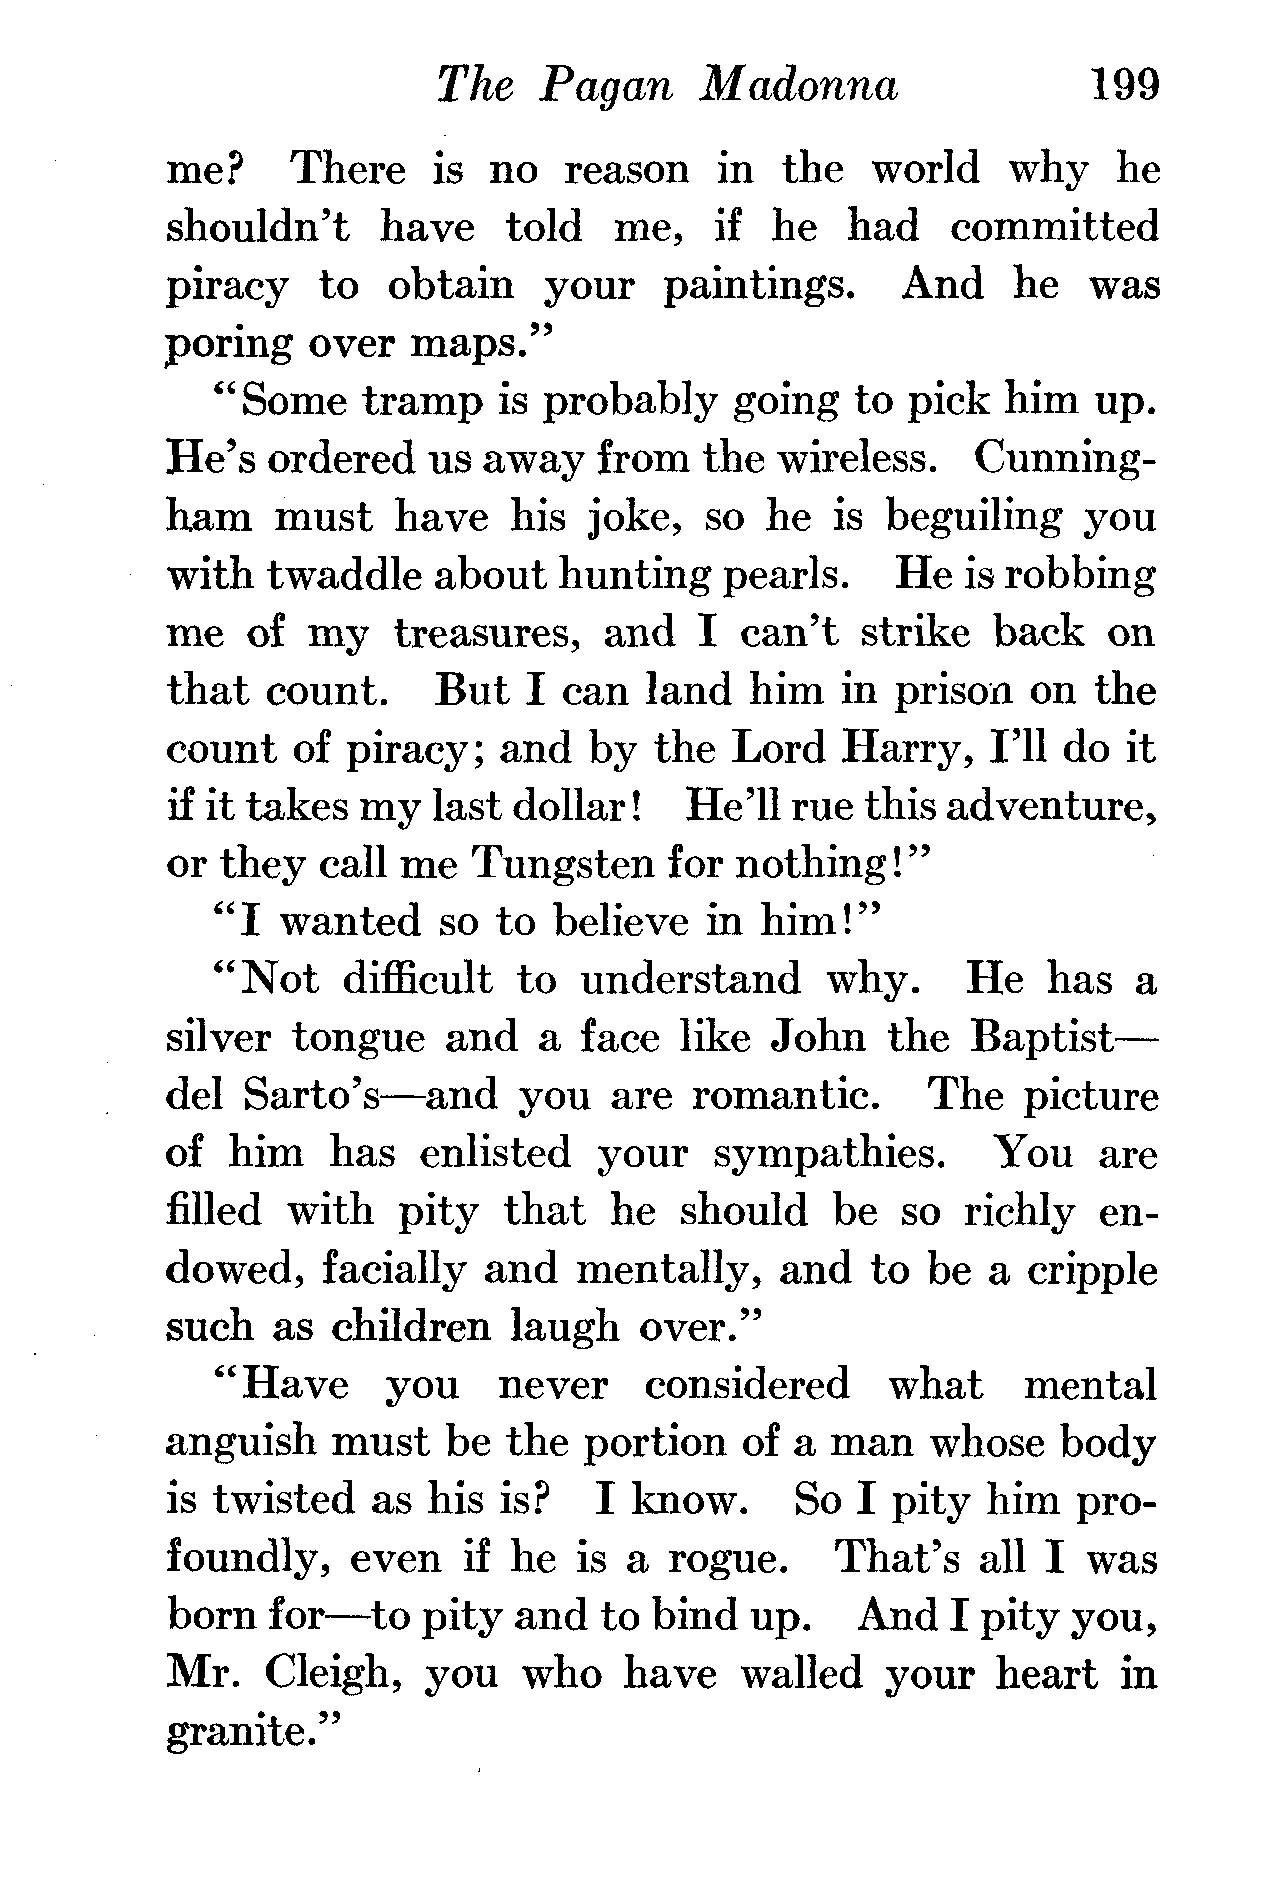 The Pagan Madonna 199
me? There is no reason in the world why he
shouldn't have told me, if he had committed
piracy to obtain your paintings. And he was
poring over maps."
"Some tramp is probably going to pick him up.
He's ordered us away from the wireless. Cunning-
ham must have his joke, so he is beguiling you
with twaddle about hunting pearls. He is robbing
me of my treasures, and I can't strike back on
that count. But I can land him in prison on the
count of piracy; and by the Lord Harry, I'll do it
if it takes my last dollar! He'll rue this adventure,
or they call me Tungsten for nothing!"
"I wanted so to believe in him!"
"Not difficult to understand why. He has a
silver tongue and a face like John the Baptist—
del Sarto's—and you are romantic. The picture
of him has enlisted your sympathies. You are
filled with pity that he should be so richly en-
dowed, facially and mentally, and to be a cripple
such as children laugh over."
"Have you never considered what mental
anguish must be the portion of a man whose body
is twisted as his is? I know. So I pity him pro-
foundly, even if he is a rogue. That's all I was
born for—to pity and to bind up. And I pity you,
Mr. Cleigh, you who have walled your heart in
granite."